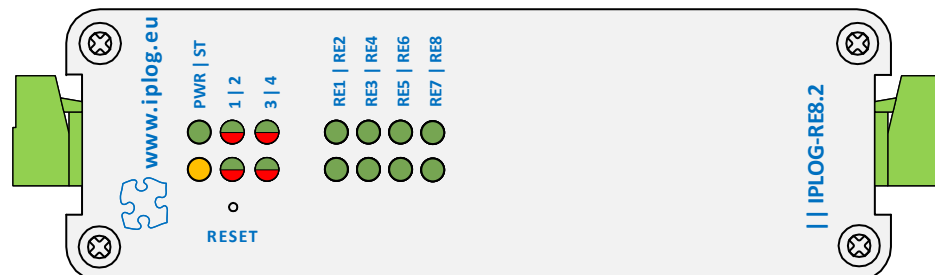 www.iplog.eu
PWR | ST
1 | 2
3 | 4
RE1 | RE2
RE3 | RE4
RE5 | RE6
RE7 | RE8
RESET
|| IPLOG-RE8.2